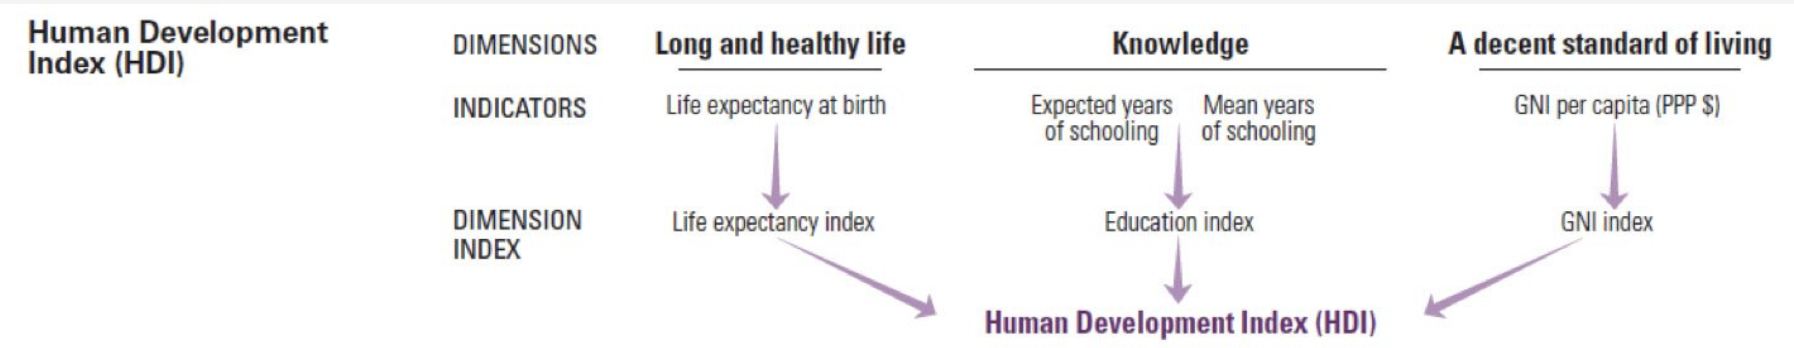 Human Development
Index (HDI)
DIMENSIONS
Long and healthy life
Knowledge
A decent standard of living
INDICATORS
Life expectancy at birth
Expected years
of schooling
Mean years
of schooling
GNI per capita (PPP $)
DIMENSION
INDEX
Life expectancy index
Education index
GNI index
Human Development Index (HDI)